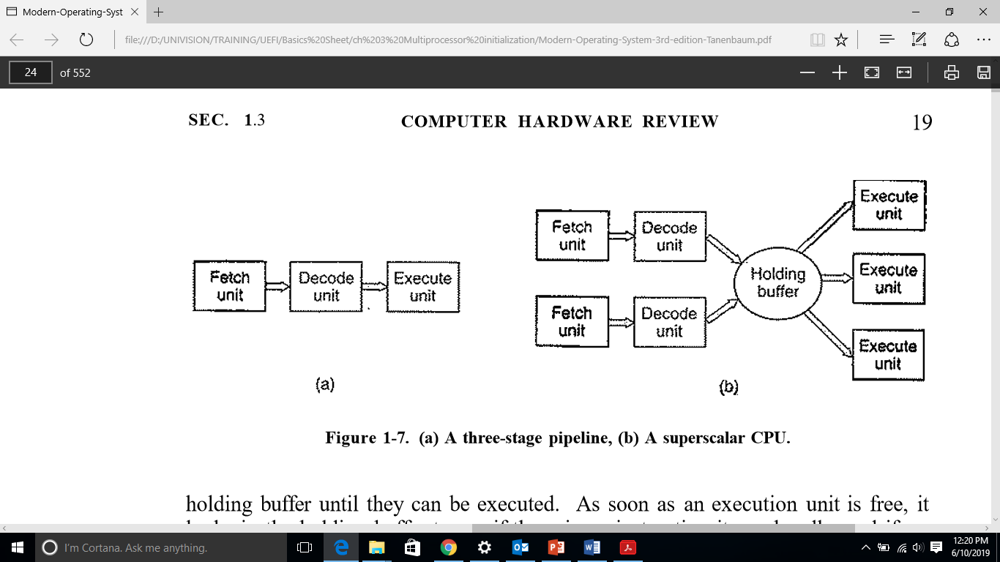 Modern-Operating-Syst
file:///D:/UNIVISION/TRAINING/UEFI/Basics%20Sheet/ch%203%20Multiprocessor%20initialization/Modern-Operating-System-3rd-edition-Tanenbaum.pdf
24 of 552
SEC. 1.3 COMPUTER HARDWARE REVIEW 19
Fetch
unit
Decode
unit
Execute
unit
(a)
Fetch
unit
Decode
unit
Fetch
unit
Decode
unit
Holding
buffer
Execute
unit
Execute
unit
Execute
unit
(b)
Figure 1-7. (a) A three-stage pipeline, (b) A superscalar CPU.
holding buffer until they can be executed. As soon as an execution unit is free, it
I'm Cortana. Ask me anything.
12:20 PM
6/10/2019